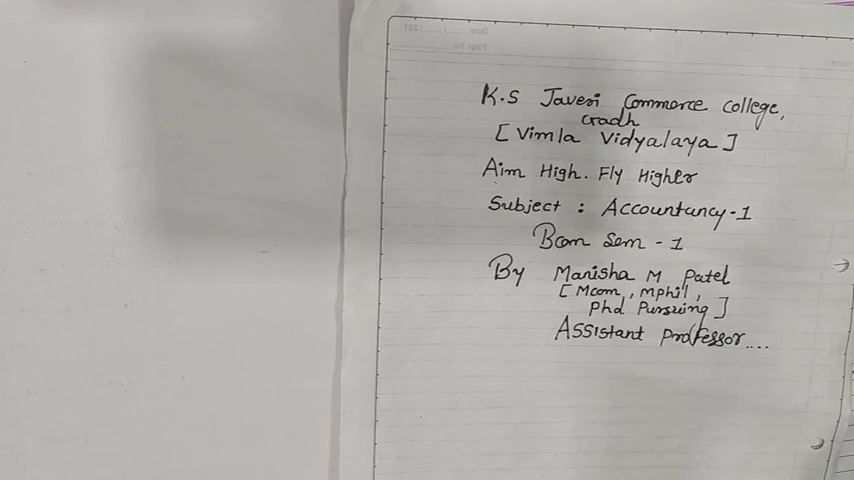 K.S Javeri Commerce College,
Gadh
[Vimla Vidyalaya]
Aim High. Fly Higher
Subject : Accountancy-1
Bcom Sem - 1
By Manisha M Patel
[Mcom, Mphil,
Phd Pursuing]
Assistant Professor....